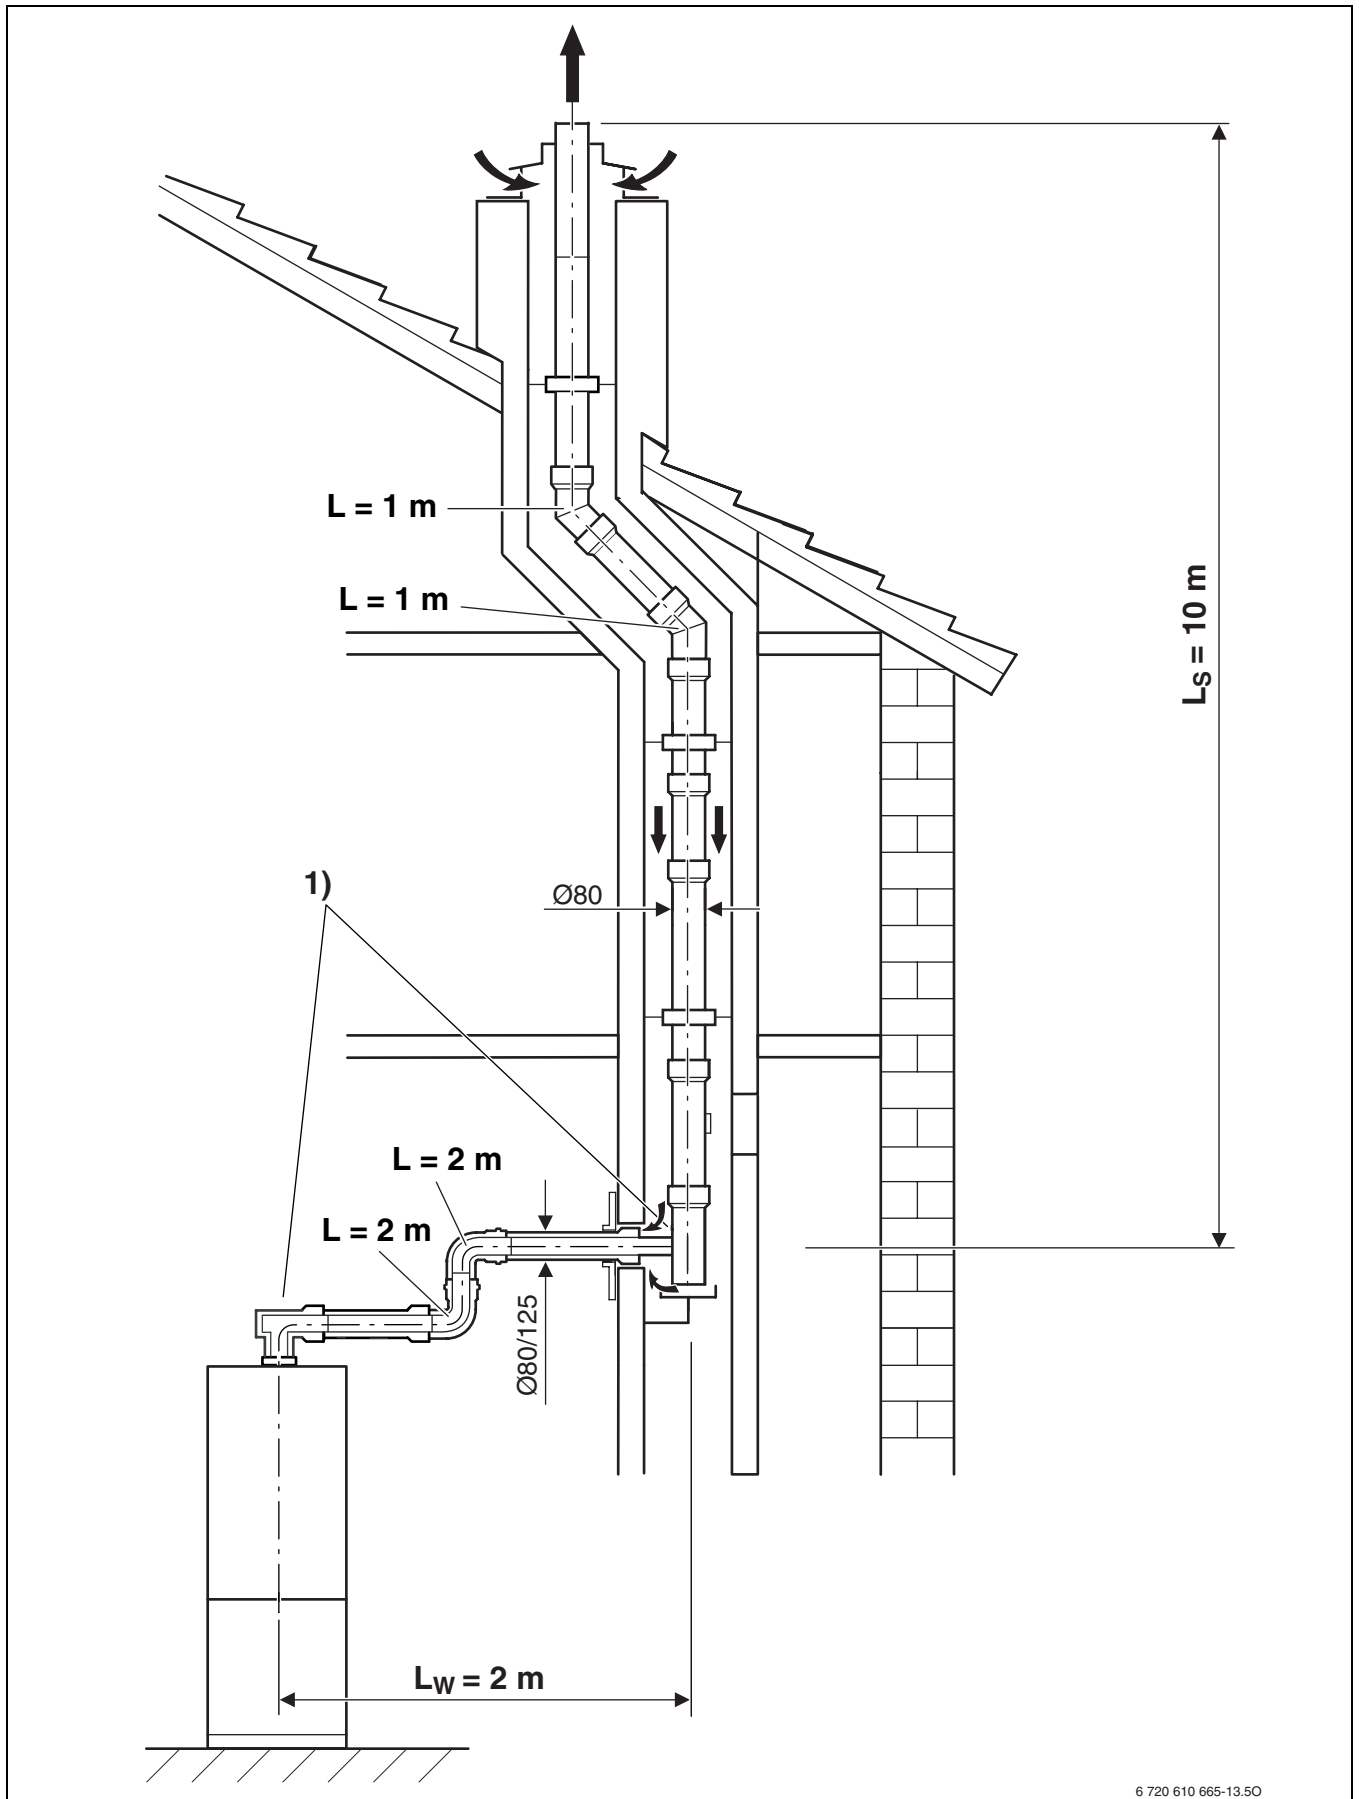 L = 1 m
L = 1 m
LS = 10 m
1)
Ø80
L = 2 m
L = 2 m
Ø80/125
LW = 2 m
6 720 610 665-13.5O